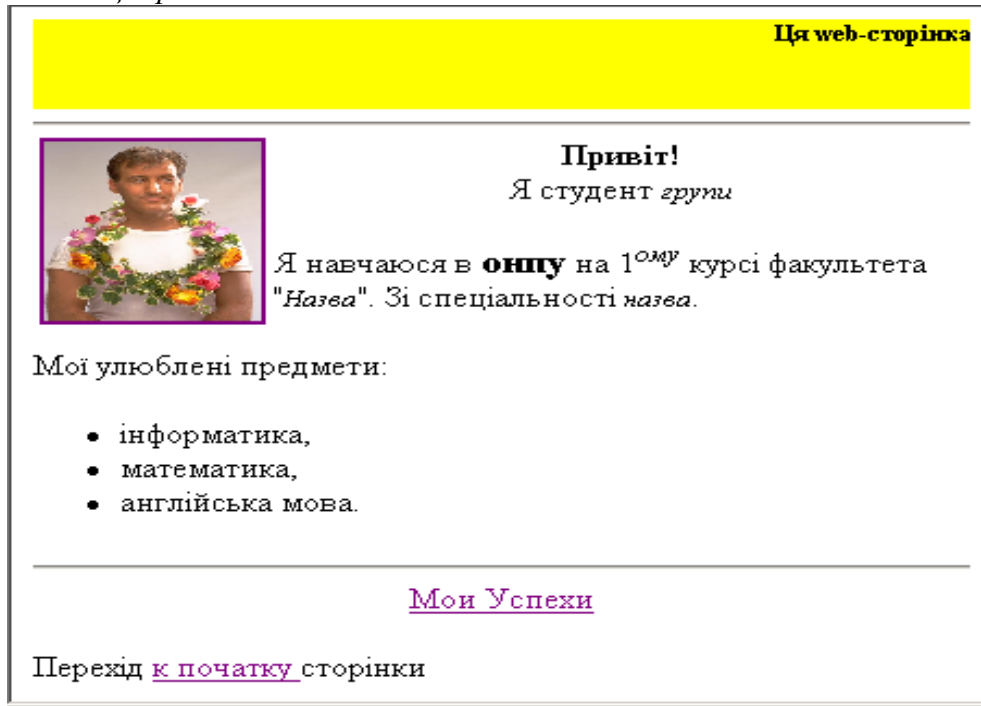 Ця web-сторінка
Привіт!
Я студент групи
Я навчаюся в онпу на 1ому курсі факультета
"Назва". Зі спеціальності назва.
Мої улюблені предмети:
• інформатика,
• математика,
• англійська мова.
Мои Успехи
Перехід к початку сторінки